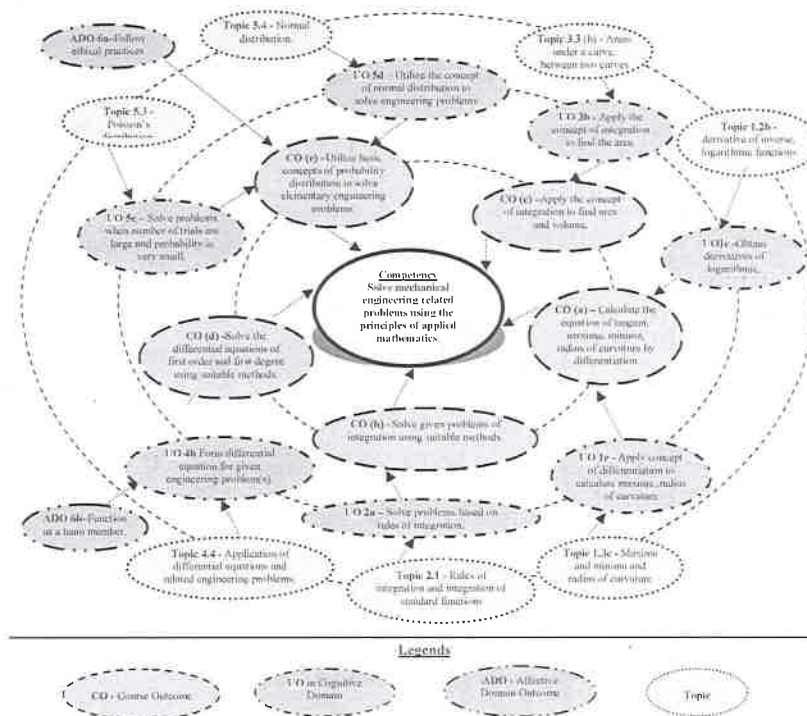 Topic 5.4 - Normal
distribution.
ADO 6a-Follow
ethical practices
Topic 3.3 (b) - Areas
under a curve,
between two curves
UO 5d - Utilize the concept
of normal distribution to
solve engineering problems
Topic 5.3 -
Poisson's
UO 3b - Apply the
concept of integration
to find the area.
Topic 1.2b -
derivative of inverse,
logarithmic functions
CO (e) -Utilize basic
concepts of probability
distribution to solve
elementary engineering
problems.
CO (c) -Apply the concept
of integration to find area
and volume.
UO 5c - Solve problems
when number of trials are
large and probability is
very small.
-Obtain
derivatives of
logarithmic,
Competency
Solve mechanical
engineering related
problems using the
principles of applied
mathematics
CO (a) - Calculate the
equation of tangent,
maxima, minima,
radius of curvature by
differentiation
CO (d) -Solve the
differential equations of
first order and first degree
using suitable methods.
- Solve given problems of
integration using suitable methods.
UO 4b Form differential
equation for given
engineering problem(s).
- Apply concept
of differentiation to
calculate maxima, radius
of curvature
ADO 6b-Function
as a team member.
UO 2a - Solve problems based on
rules of integration.
Topic 4.4 - Application of
differential equations and
related engineering problems.
Topic 2.1 - Rules of
integration and integration of
standard functions
Topic 1.3c - Maxima
and minima and
radius of curvature
Legends
CO - Course Outcome
UO in Cognitive
Domain
ADO - Affective
Domain Outcome
Topic